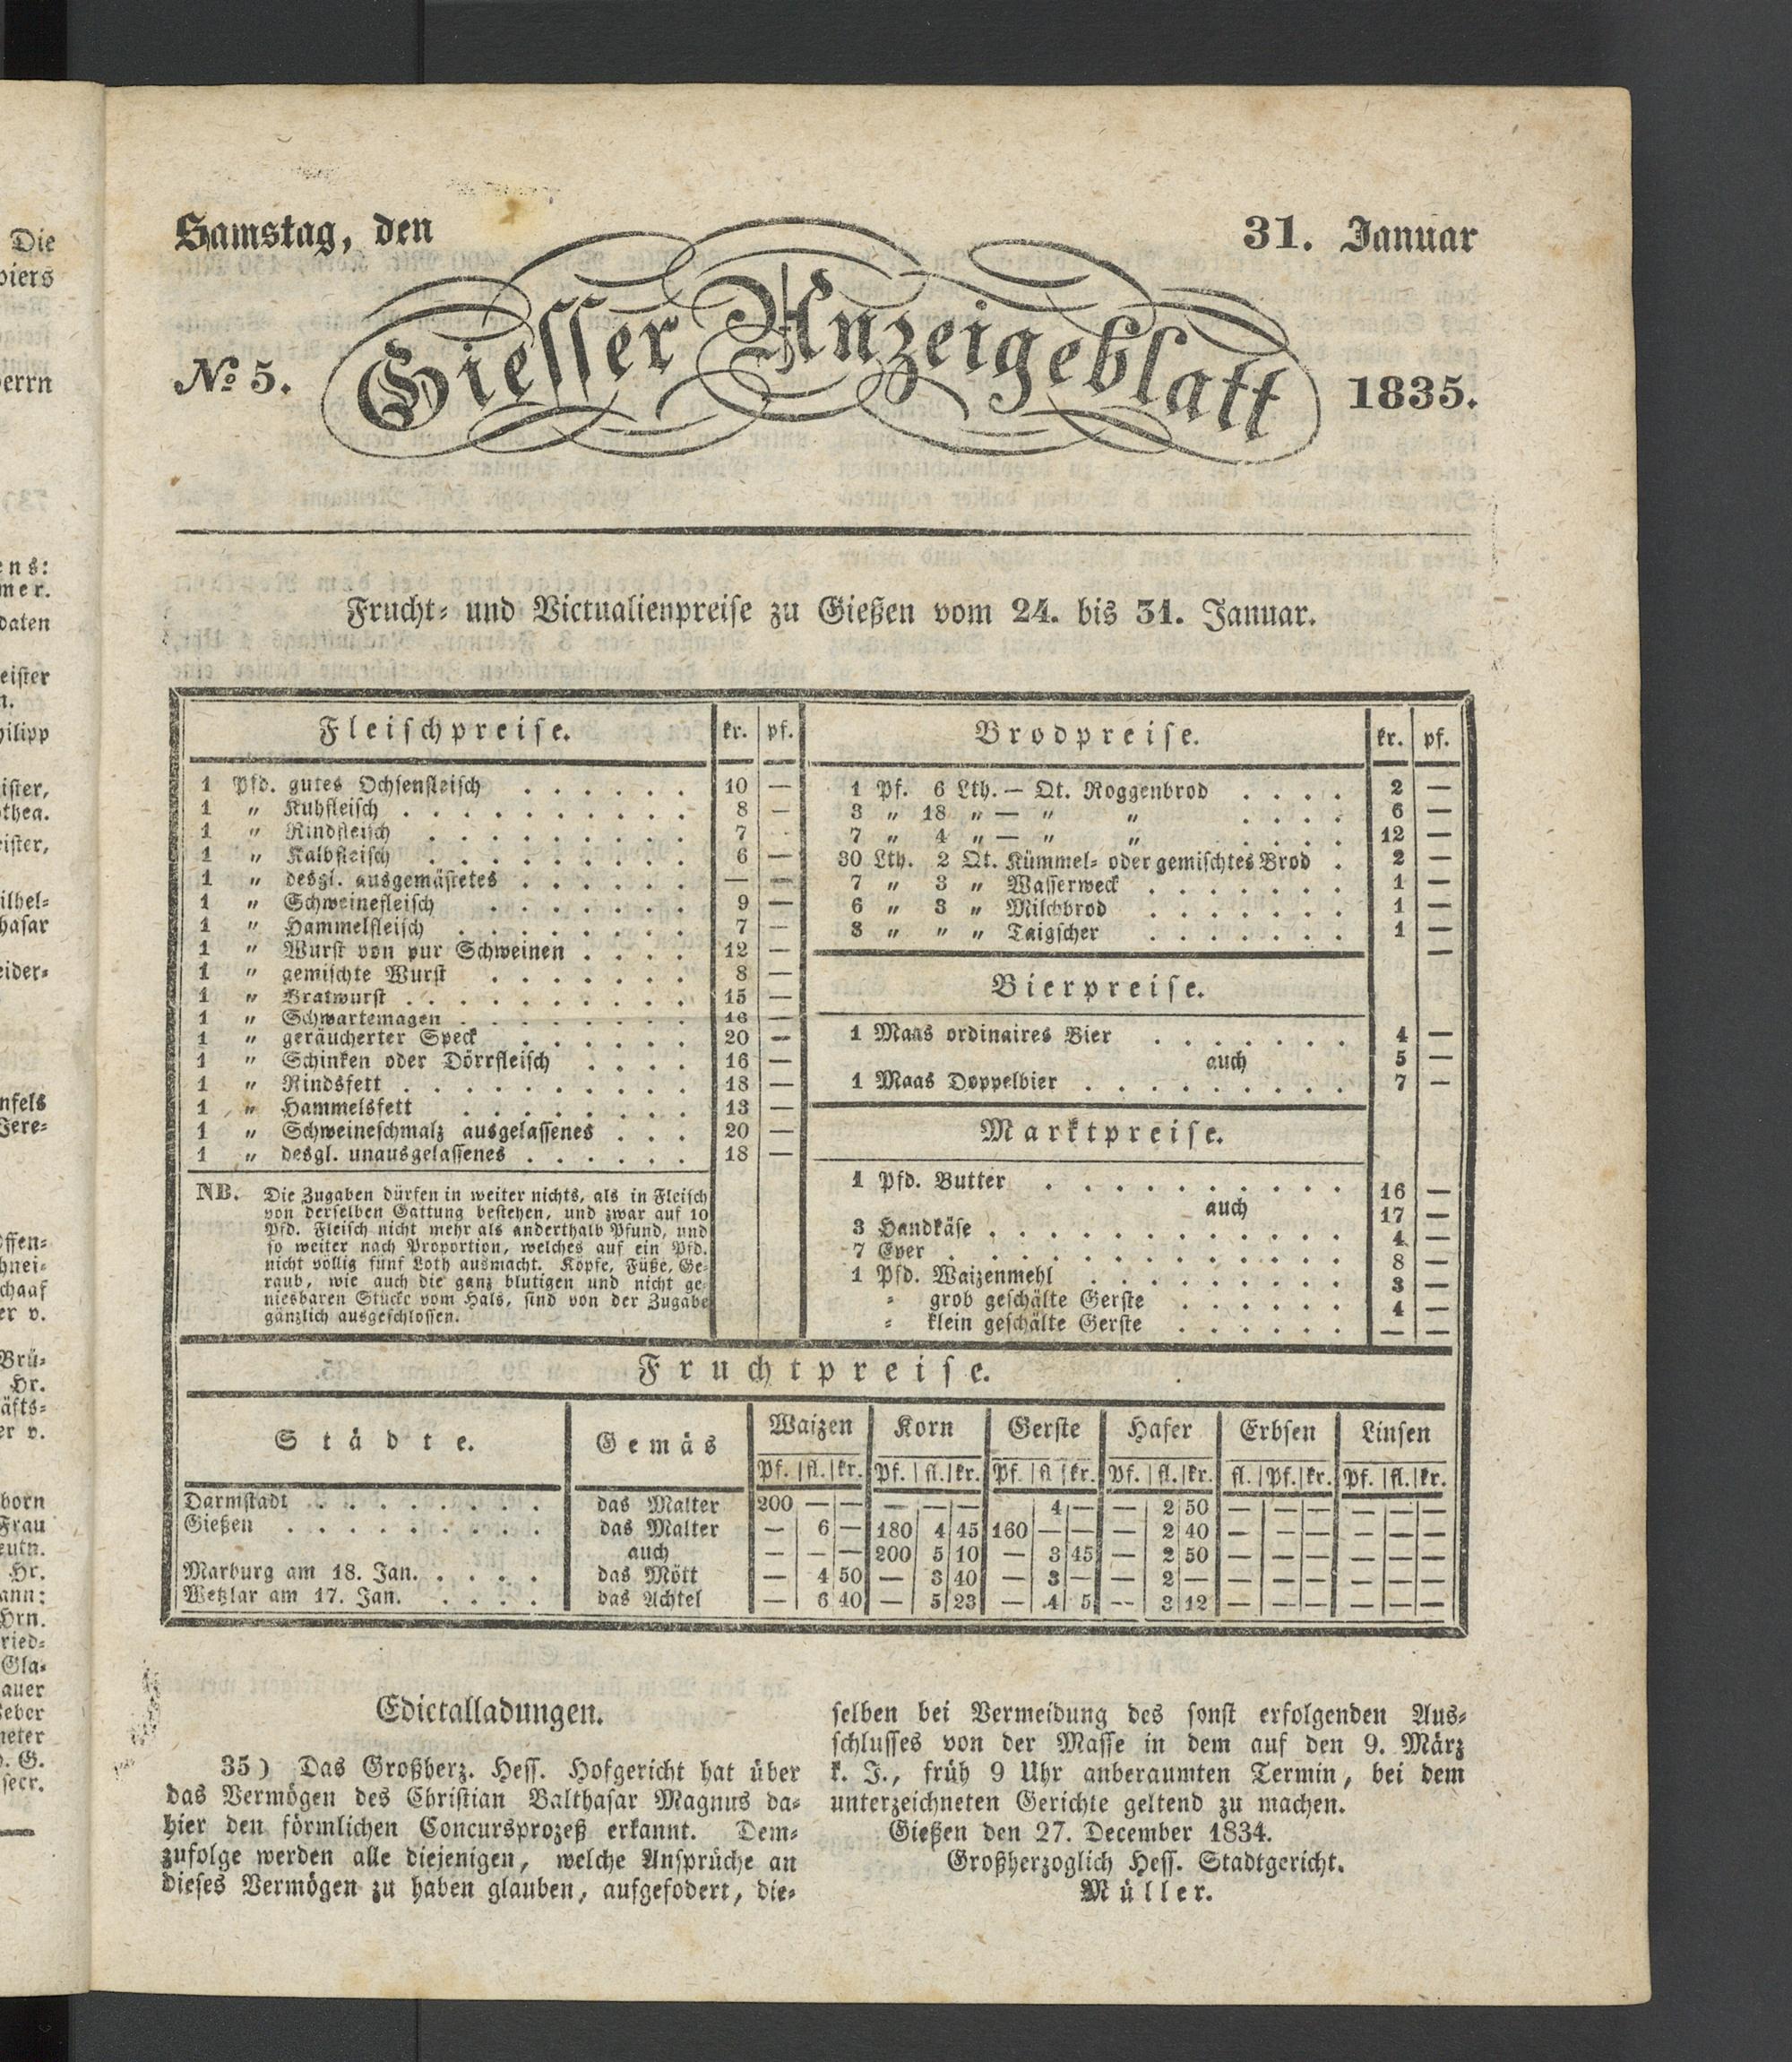 Samstag, den 31. Januar
№ 5. Giesser Anzeigeblatt 1835.
Frucht- und Victualienpreise zu Gießen vom 24. bis 31. Januar.
Fleischpreise. kr. pf.
1 Pfd. gutes Ochsenfleisch . . . . . . 10 —
1 „ Kuhfleisch . . . . . . . . . . 8 —
1 „ Rindfleisch . . . . . . . . . 7
1 „ Kalbfleisch . . . . . . . . . 6 —
1 „ desgl. ausgemästetes . . . . . . — —
1 „ Schweinefleisch . . . . . . . 9 —
1 „ Hammelfleisch . . . . . . . . 7 —
1 „ Wurst von pur Schweinen . . . . 12 —
1 „ gemischte Wurst . . . . . . . 8 —
1 „ Bratwurst . . . . . . . . . . 15 —
1 „ Schwartemagen . . . . . . . . 16 —
1 „ geräucherter Speck . . . . . . 20 —
1 „ Schinken oder Dörrfleisch . . . . 16 —
1 „ Rindsfett . . . . . . . . . . 18 —
1 „ Hammelsfett . . . . . . . . 13 —
1 „ Schweineschmalz ausgelassenes . . . 20 —
1 „ desgl. unausgelassenes . . . . . . 18 —
NB. Die Zugaben dürfen in weiter nichts, als in Fleisch
von derselben Gattung bestehen, und zwar auf 10
Pfd. Fleisch nicht mehr als anderthalb Pfund, und
so weiter nach Proportion, welches auf ein Pfd.
nicht völlig fünf Loth ausmacht. Köpfe, Füße, Ge-
raub, wie auch die ganz blutigen und nicht ge-
niesbaren Stücke vom Hals, sind von der Zugabe
gänzlich ausgeschlossen.
Brodpreise. kr. pf.
1 Pf. 6 Lth. — Qt. Roggenbrod . . . . 2 —
3 „ 18 „ — „ „ . . . . 6 —
7 „ 4 „ — „ „ . . . . 12 —
30 Lth. 2 Qt. Kümmel- oder gemischtes Brod . 2 —
7 „ 3 „ Wasserweck . . . . . . . 1 —
6 „ 3 „ Milchbrod . . . . . . . 1 —
8 „ „ „ Taigscher . . . . . . . 1 —
—
Bierpreise.
1 Maas ordinaires Bier . . . . . . . 4 —
auch 5 —
1 Maas Doppelbier . . . . . . . . . . 7 —
Marktpreise.
1 Pfd. Butter . . . . . . . . . . 16 —
auch 17 —
3 Handkäse . . . . . . . . . . . . 4 —
7 Eyer . . . . . . . . . . . . . 8 —
1 Pfd. Waizenmehl . . . . . . . . . 3 —
„ grob geschälte Gerste . . . . . . 4 —
„ klein geschälte Gerste . . . . . . — —
Fruchtpreise.
Städte. Gemäs Waizen Korn Gerste Hafer Erbsen Linsen
Pf. fl. kr. Pf. fl. kr. Pf. fl kr. Pf. fl. kr. fl. Pf. kr. Pf. fl. kr.
Darmstadt . . . . . . . . das Malter 200 — — — — — 4 — — 2 50 — — — — — —
Gießen . . . . . . . . . das Malter — 6 — 180 4 45 160 — — — 2 40 — — — — — —
auch — — — 200 5 10 — 3 45 — 2 50 — — — — — —
Marburg am 18. Jan. . . . . das Mött — 4 50 — 3 40 — 3 — — 2 — — — — — — —
Wetzlar am 17. Jan. . . . . das Achtel — 6 40 — 5 23 — 4 5 — 3 12 — — — — — —
Edictalladungen.
35) Das Großherz. Hess. Hofgericht hat über
das Vermögen des Christian Balthasar Magnus da-
hier den förmlichen Concursprozeß erkannt. Dem-
zufolge werden alle diejenigen, welche Ansprüche an
dieses Vermögen zu haben glauben, aufgefodert, die-
selben bei Vermeidung des sonst erfolgenden Aus-
schlusses von der Masse in dem auf den 9. März
k. J., früh 9 Uhr anberaumten Termin, bei dem
unterzeichneten Gerichte geltend zu machen.
Gießen den 27. December 1834.
Großherzoglich Hess. Stadtgericht.
Müller.